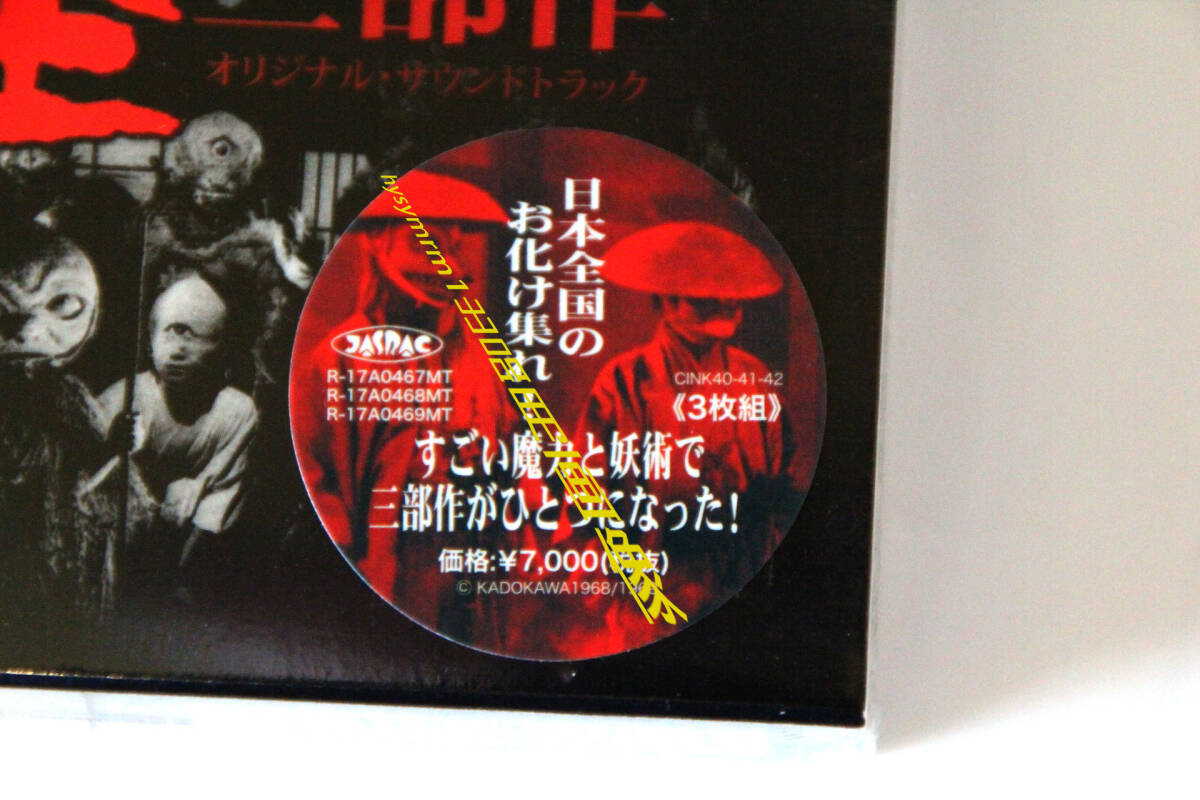 三部作
オリジナル・サウンドトラック
日本全国の
お化け集れ!
JASRAC
R-17A0467MT
R-17A0468MT
R-17A0469MT
CINK40-41-42
《3枚組》
すごい魔力と妖術で
三部作がひとつになった!
価格:¥7,000(税抜)
© KADOKAWA1968/
hysymrm1